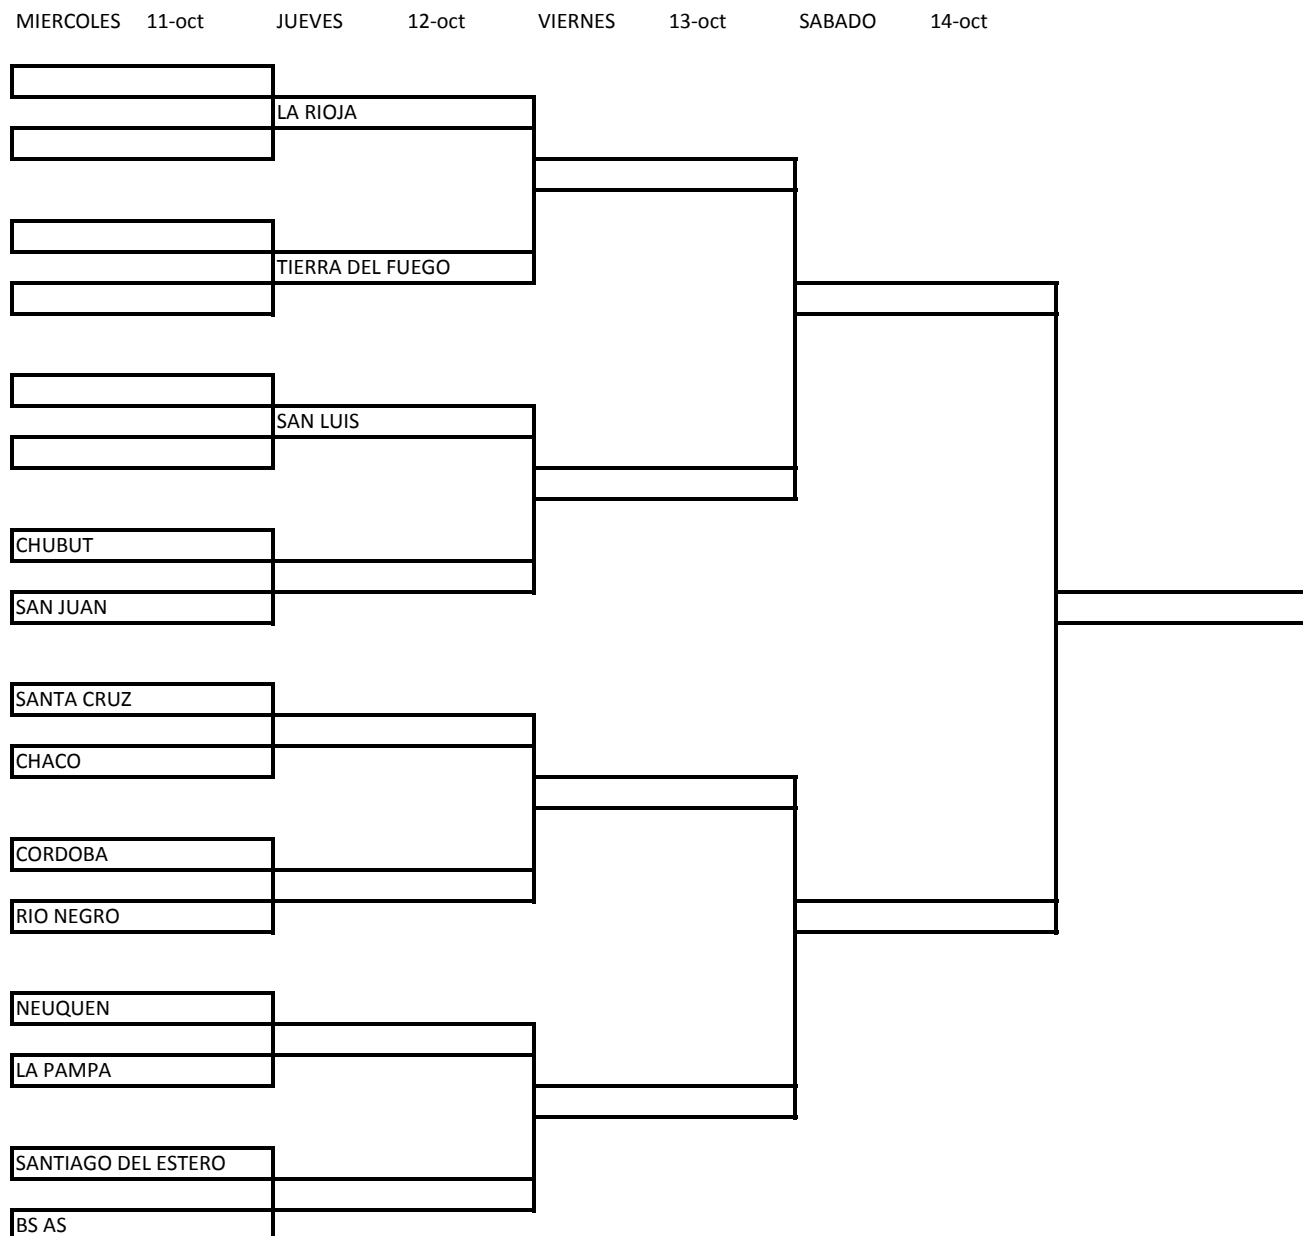 MIERCOLES 11-oct JUEVES 12-oct VIERNES 13-oct SABADO 14-oct
LA RIOJA
TIERRA DEL FUEGO
SAN LUIS
CHUBUT
SAN JUAN
SANTA CRUZ
CHACO
CORDOBA
RIO NEGRO
NEUQUEN
LA PAMPA
SANTIAGO DEL ESTERO
BS AS